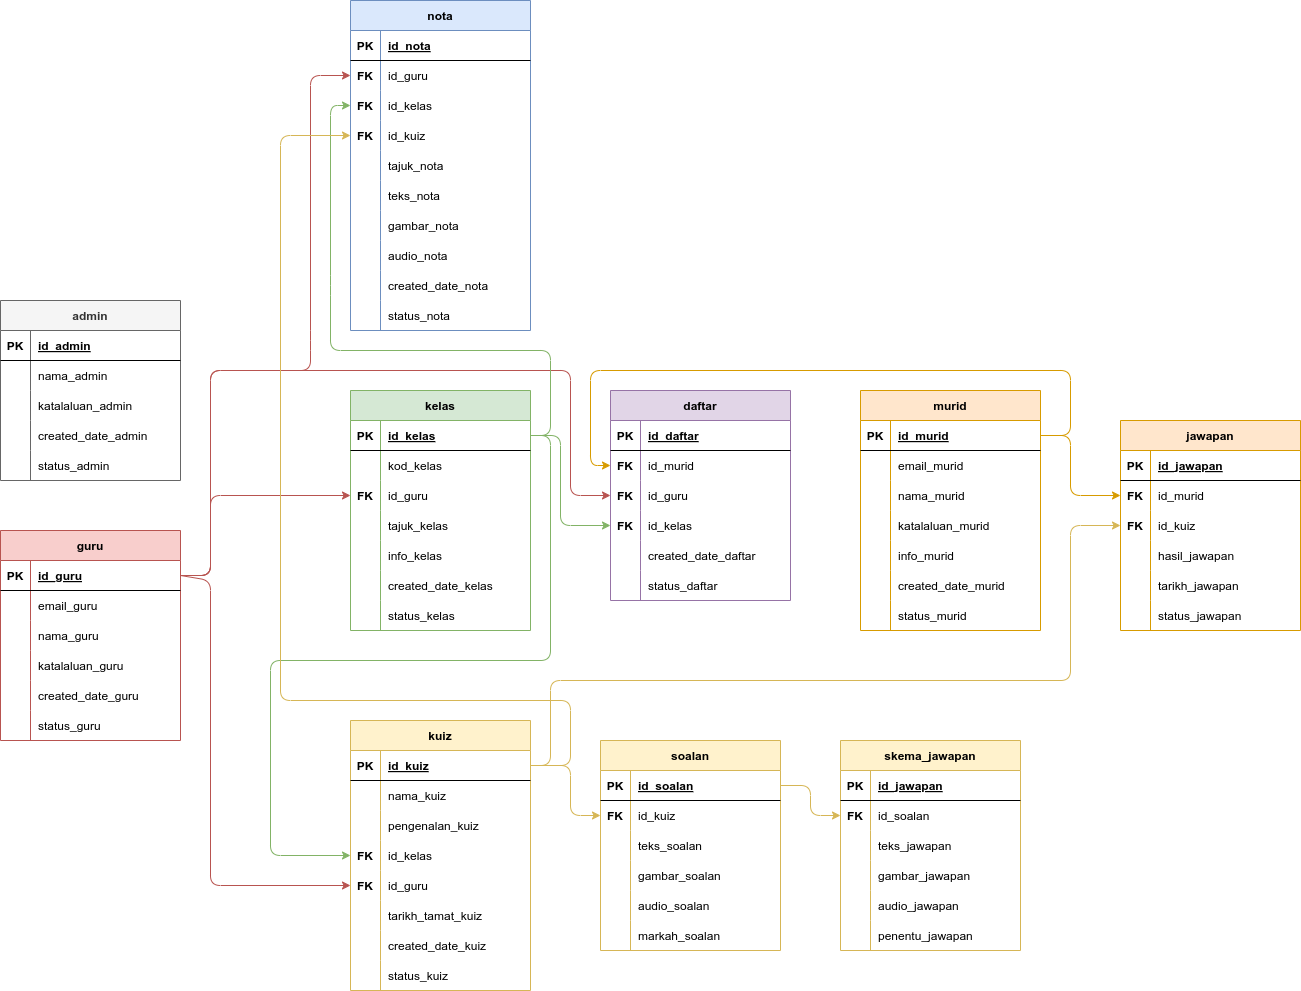 nota
PK id_nota
FK id_guru
FK id_kelas
FK id_kuiz
tajuk_nota
teks_nota
gambar_nota
audio_nota
created_date_nota
status_nota
admin
PK id_admin
nama_admin
katalaluan_admin
created_date_admin
status_admin
guru
PK id_guru
email_guru
nama_guru
katalaluan_guru
created_date_guru
status_guru
kelas
PK id_kelas
kod_kelas
FK id_guru
tajuk_kelas
info_kelas
created_date_kelas
status_kelas
daftar
PK id_daftar
FK id_murid
FK id_guru
FK id_kelas
created_date_daftar
status_daftar
murid
PK id_murid
email_murid
nama_murid
katalaluan_murid
info_murid
created_date_murid
status_murid
jawapan
PK id_jawapan
FK id_murid
FK id_kuiz
hasil_jawapan
tarikh_jawapan
status_jawapan
kuiz
PK id_kuiz
nama_kuiz
pengenalan_kuiz
FK id_kelas
FK id_guru
tarikh_tamat_kuiz
created_date_kuiz
status_kuiz
soalan
PK id_soalan
FK id_kuiz
teks_soalan
gambar_soalan
audio_soalan
markah_soalan
skema_jawapan
PK id_jawapan
FK id_soalan
teks_jawapan
gambar_jawapan
audio_jawapan
penentu_jawapan